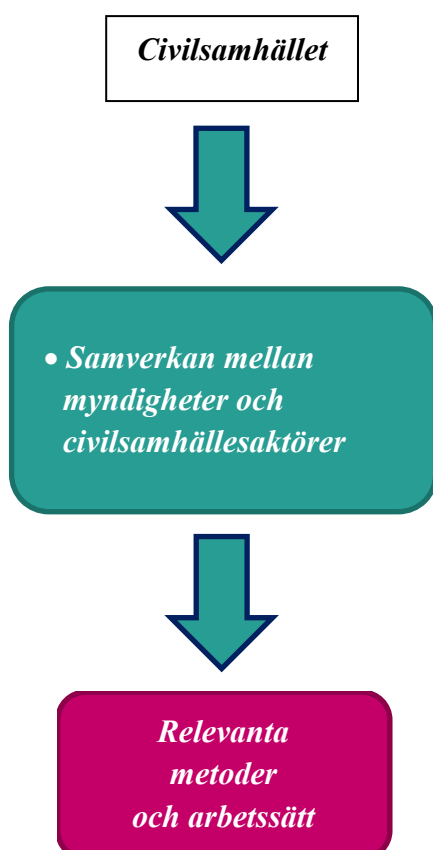 Civilsamhället
• Samverkan mellan
myndigheter och
civilsamhällesaktörer
Relevanta
metoder
och arbetssätt